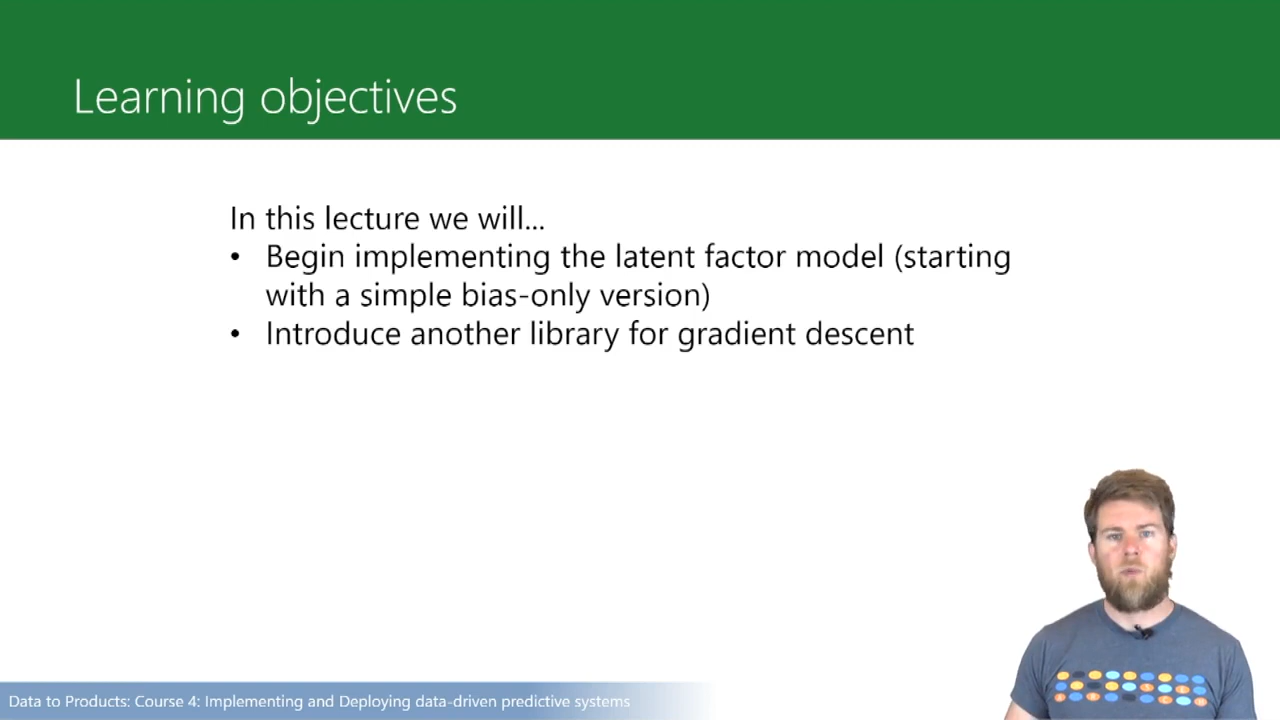 Learning objectives
In this lecture we will...
• Begin implementing the latent factor model (starting
with a simple bias-only version)
• Introduce another library for gradient descent
Data to Products: Course 4: Implementing and Deploying data-driven predictive systems